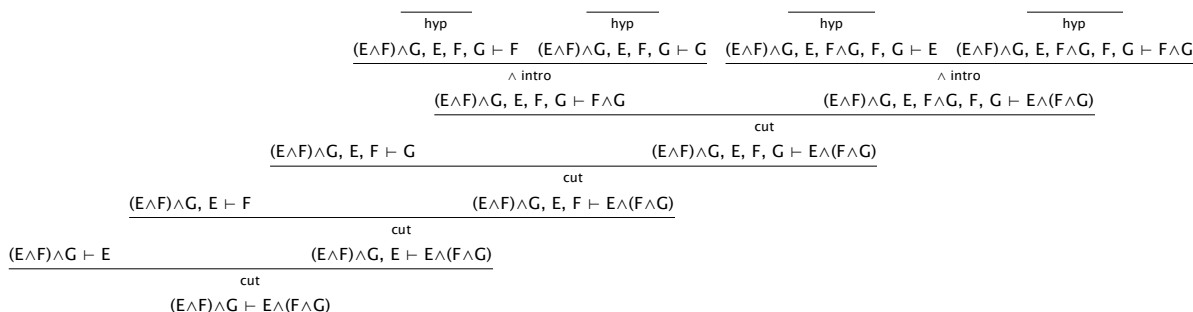 hyp hyp hyp hyp
(E∧F)∧G, E, F, G ⊢ F (E∧F)∧G, E, F, G ⊢ G (E∧F)∧G, E, F∧G, F, G ⊢ E (E∧F)∧G, E, F∧G, F, G ⊢ F∧G
∧ intro ∧ intro
(E∧F)∧G, E, F, G ⊢ F∧G (E∧F)∧G, E, F∧G, F, G ⊢ E∧(F∧G)
cut
(E∧F)∧G, E, F ⊢ G (E∧F)∧G, E, F, G ⊢ E∧(F∧G)
cut
(E∧F)∧G, E ⊢ F (E∧F)∧G, E, F ⊢ E∧(F∧G)
cut
(E∧F)∧G ⊢ E (E∧F)∧G, E ⊢ E∧(F∧G)
cut
(E∧F)∧G ⊢ E∧(F∧G)